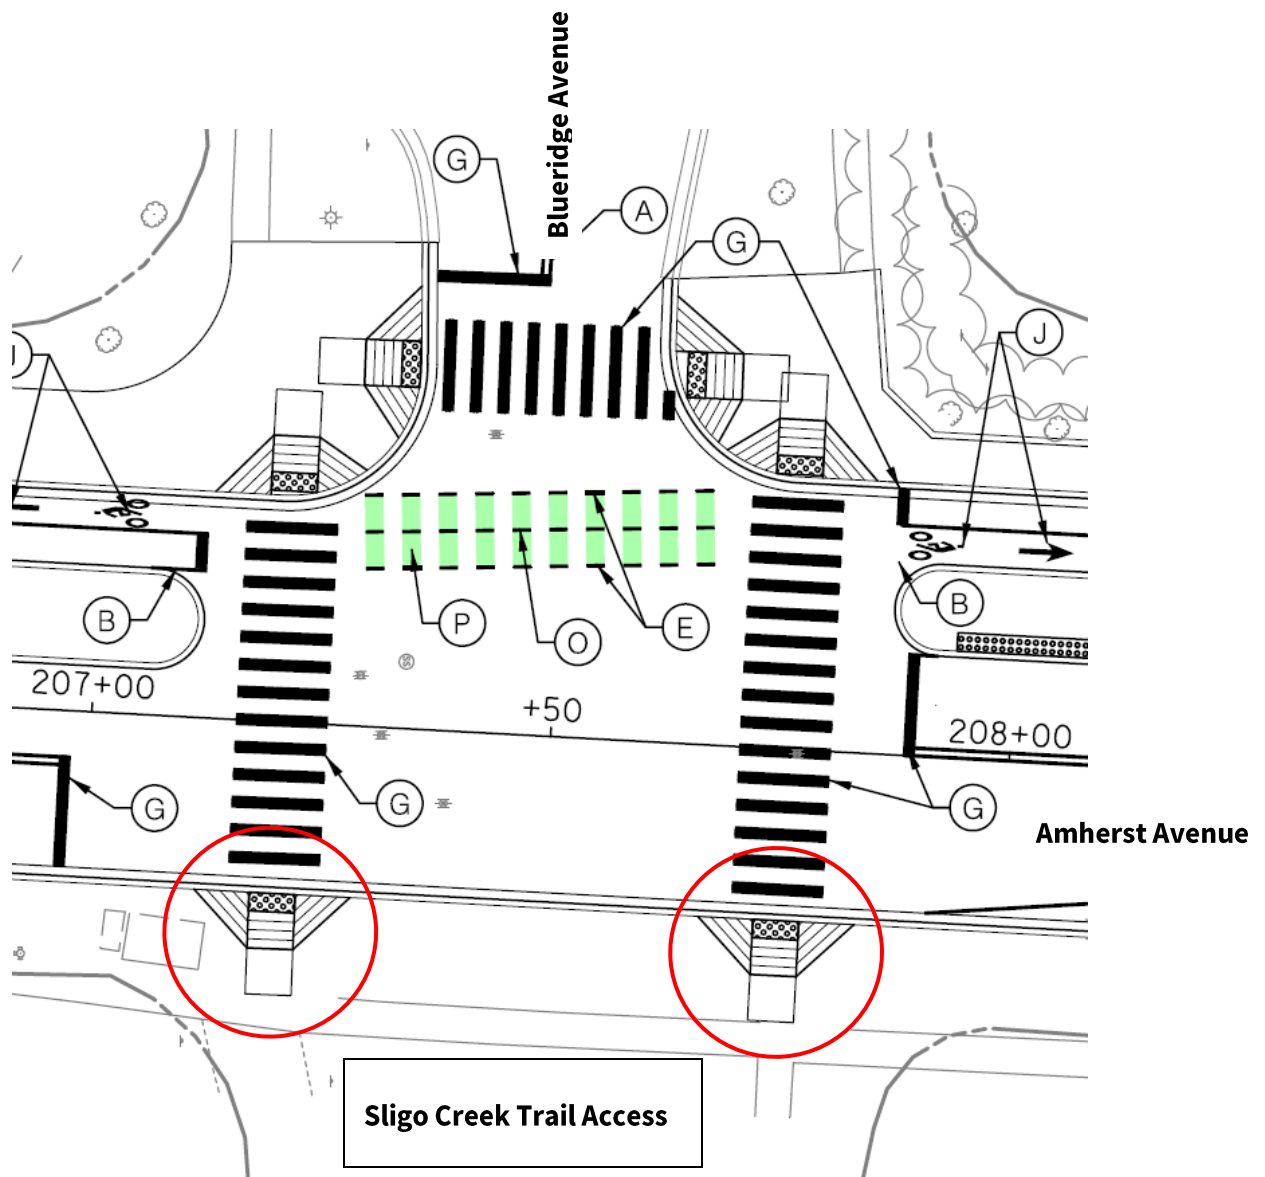 Blueridge Avenue
G
A
G
J
J
B
B
P
O
E
207+00
+50
208+00
G
G
G
Amherst Avenue
Sligo Creek Trail Access